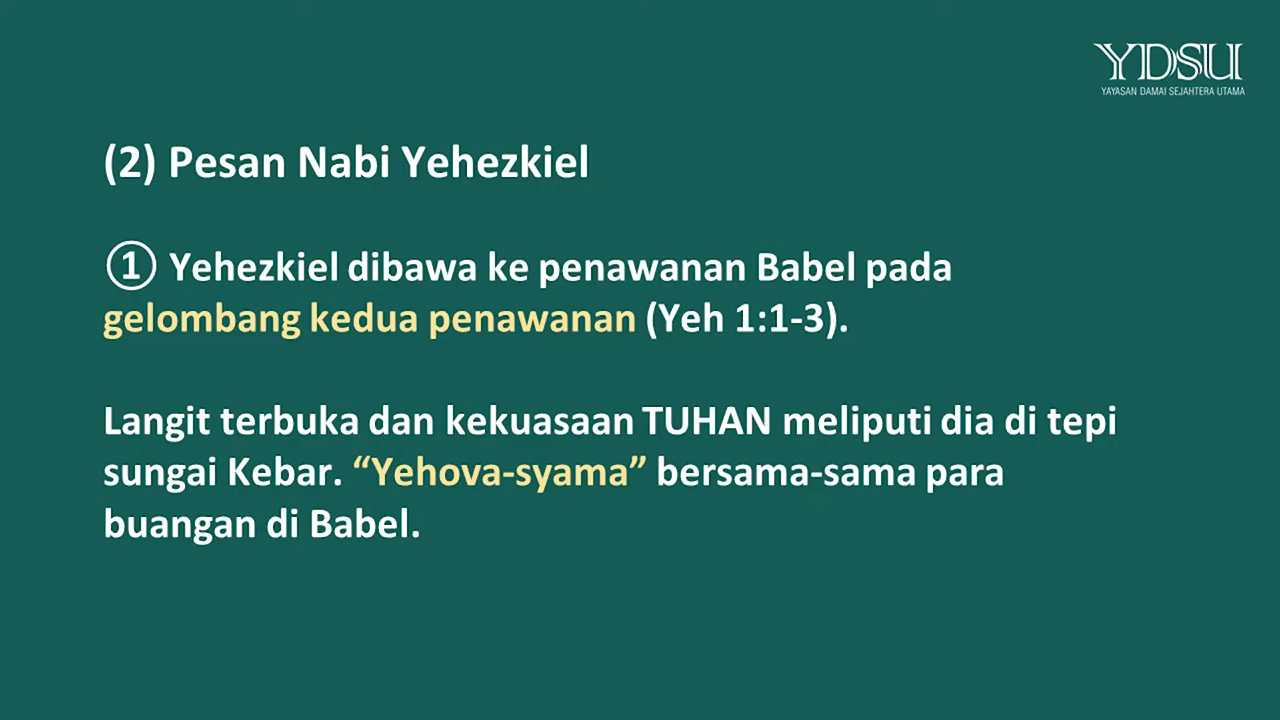 YDSU
YAYASAN DAMAI SEJAHTERA UTAMA
(2) Pesan Nabi Yehezkiel
① Yehezkiel dibawa ke penawanan Babel pada
gelombang kedua penawanan (Yeh 1:1-3).
Langit terbuka dan kekuasaan TUHAN meliputi dia di tepi
sungai Kebar. “Yehova-syama” bersama-sama para
buangan di Babel.